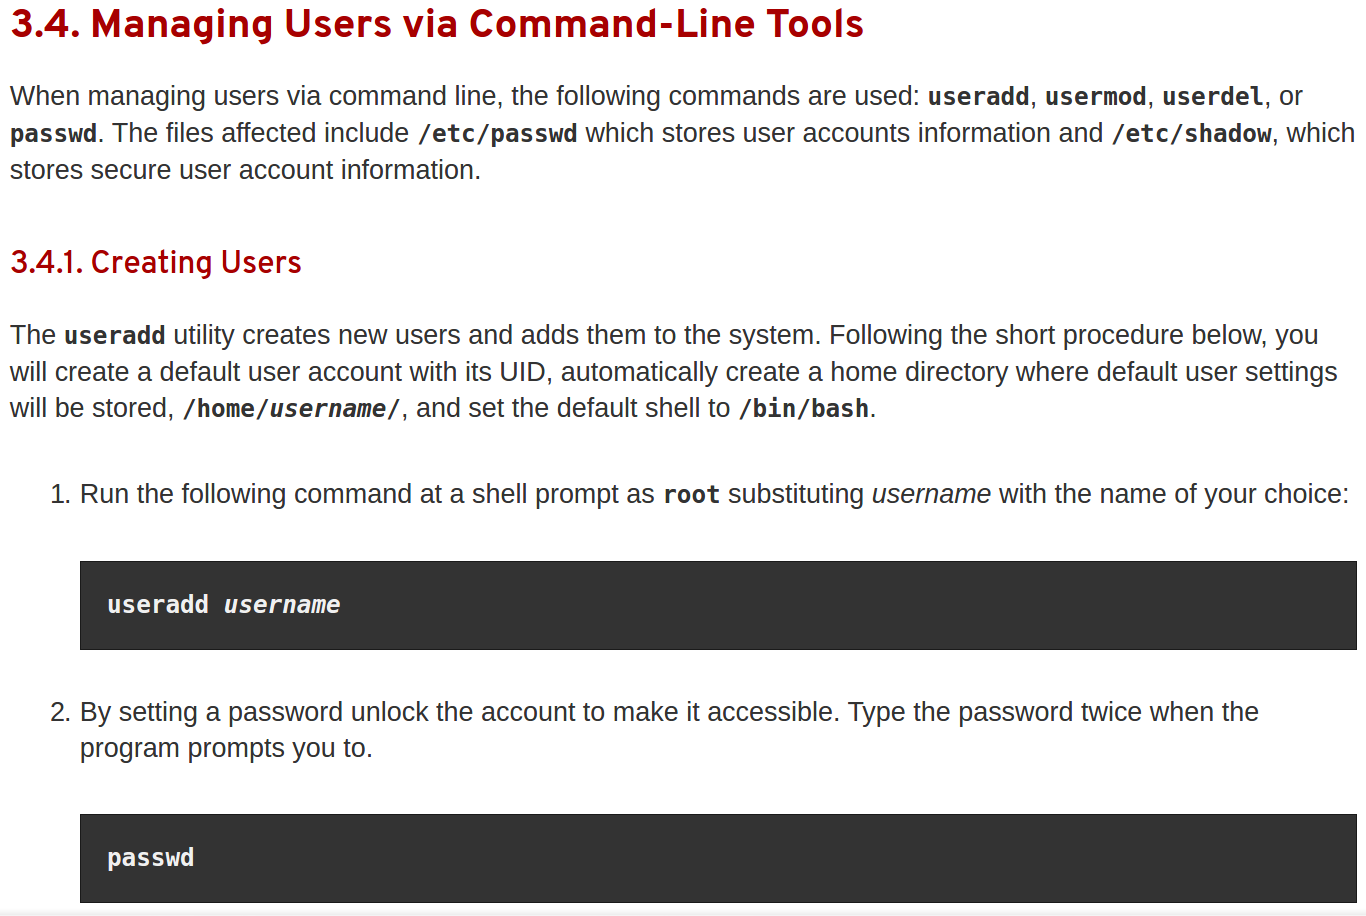 3.4. Managing Users via Command-Line Tools
When managing users via command line, the following commands are used: useradd, usermod, userdel, or
passwd. The files affected include /etc/passwd which stores user accounts information and /etc/shadow, which
stores secure user account information.
3.4.1. Creating Users
The useradd utility creates new users and adds them to the system. Following the short procedure below, you
will create a default user account with its UID, automatically create a home directory where default user settings
will be stored, /home/username/, and set the default shell to /bin/bash.
1. Run the following command at a shell prompt as root substituting username with the name of your choice:
useradd username
2. By setting a password unlock the account to make it accessible. Type the password twice when the
program prompts you to.
passwd